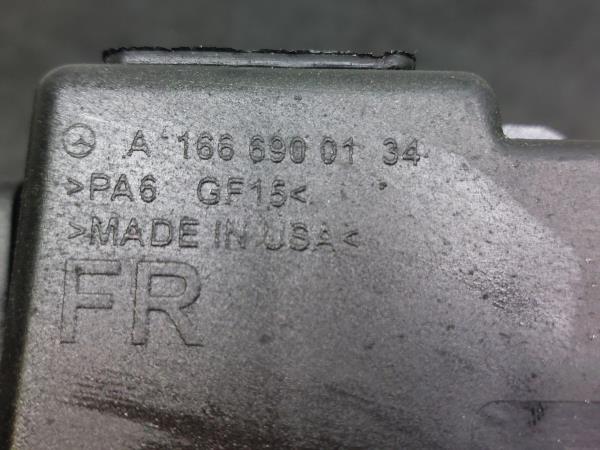 A 166 690 01 34
>PA6 GF15<
>MADE IN USA<
FR